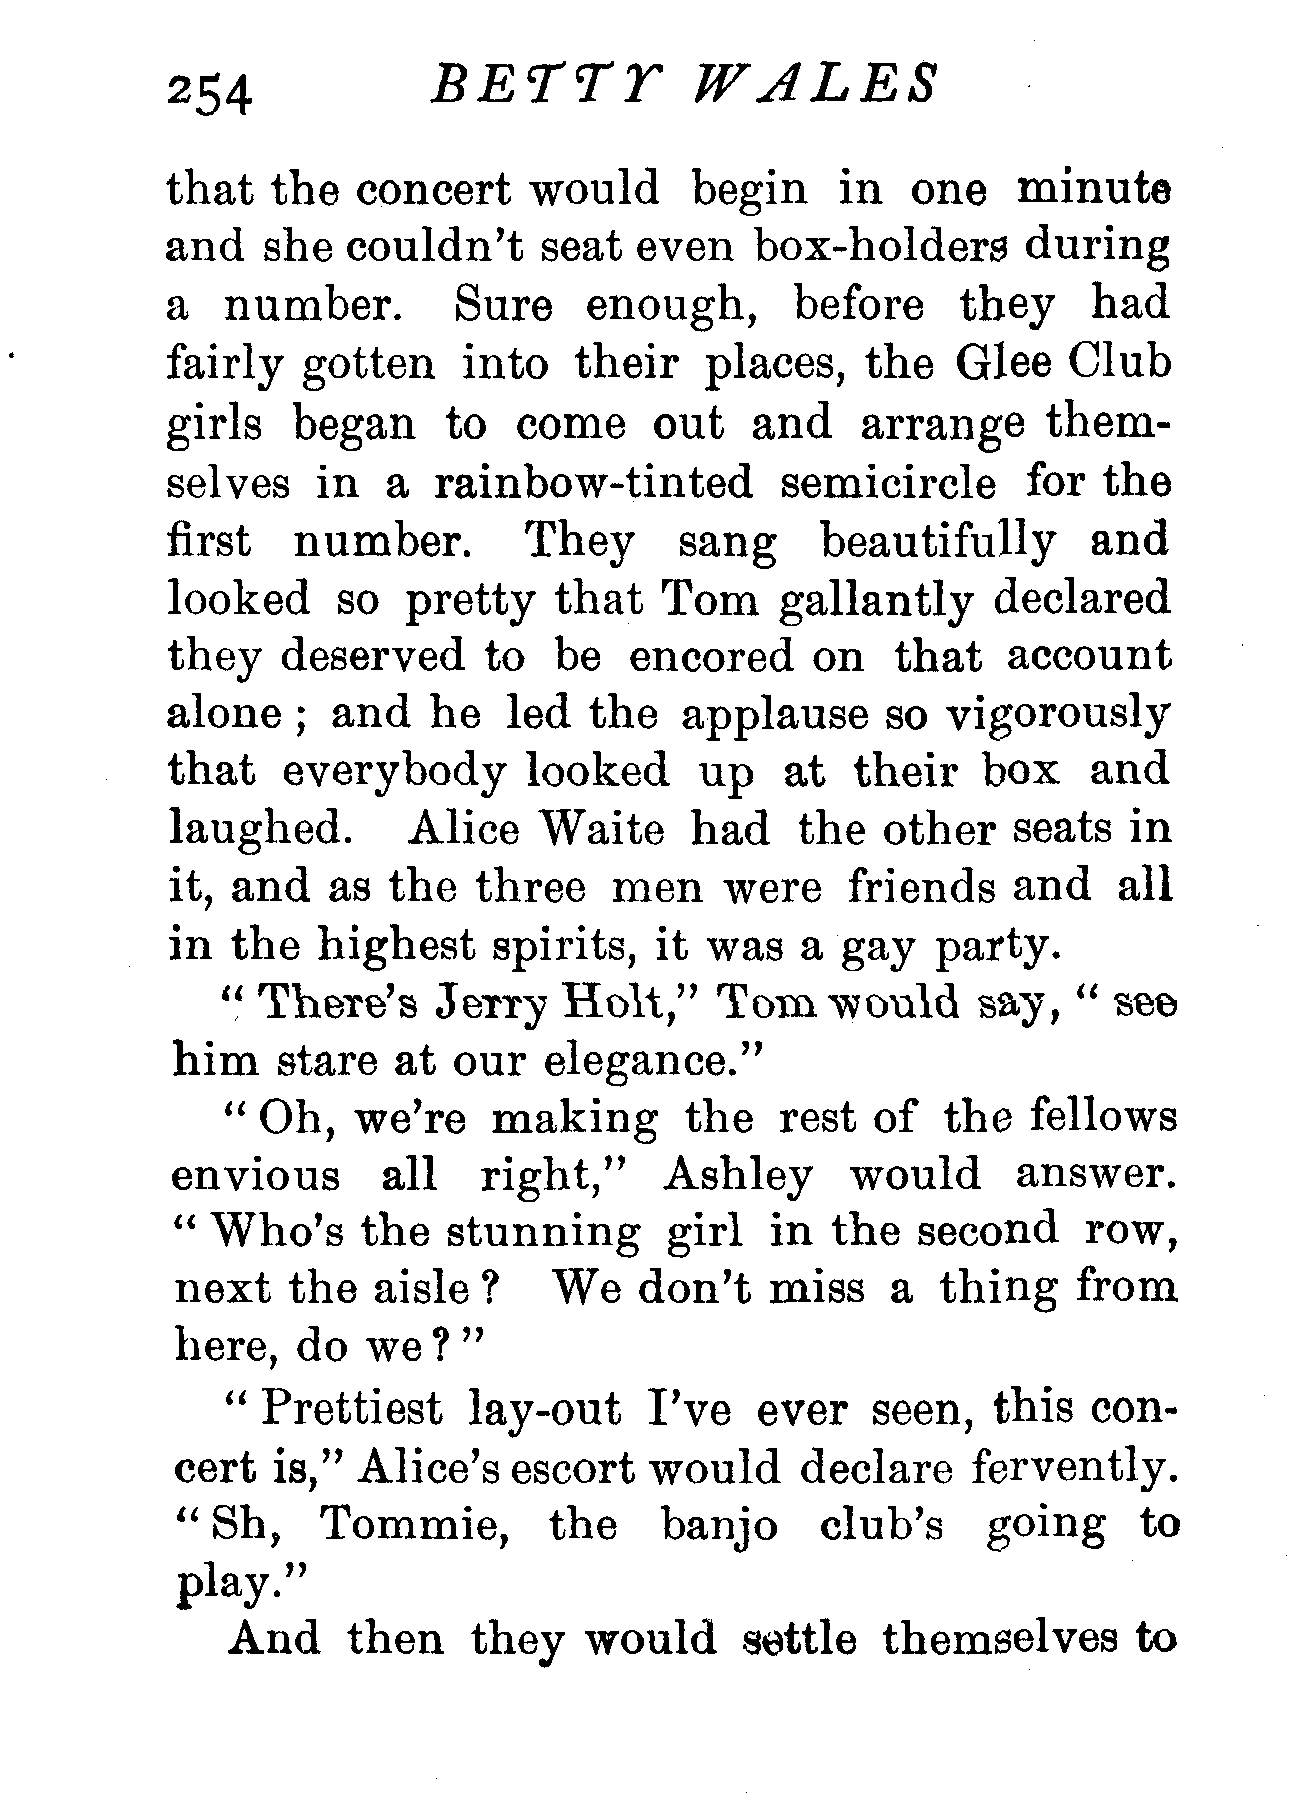 254 BETTY WALES
that the concert would begin in one minute
and she couldn't seat even box-holders during
a number. Sure enough, before they had
fairly gotten into their places, the Glee Club
girls began to come out and arrange them-
selves in a rainbow-tinted semicircle for the
first number. They sang beautifully and
looked so pretty that Tom gallantly declared
they deserved to be encored on that account
alone ; and he led the applause so vigorously
that everybody looked up at their box and
laughed. Alice Waite had the other seats in
it, and as the three men were friends and all
in the highest spirits, it was a gay party.
“ There's Jerry Holt,” Tom would say, “ see
him stare at our elegance.”
“ Oh, we're making the rest of the fellows
envious all right,” Ashley would answer.
“ Who's the stunning girl in the second row,
next the aisle ? We don't miss a thing from
here, do we ? ”
“ Prettiest lay-out I've ever seen, this con-
cert is,” Alice's escort would declare fervently.
“ Sh, Tommie, the banjo club's going to
play.”
And then they would settle themselves to